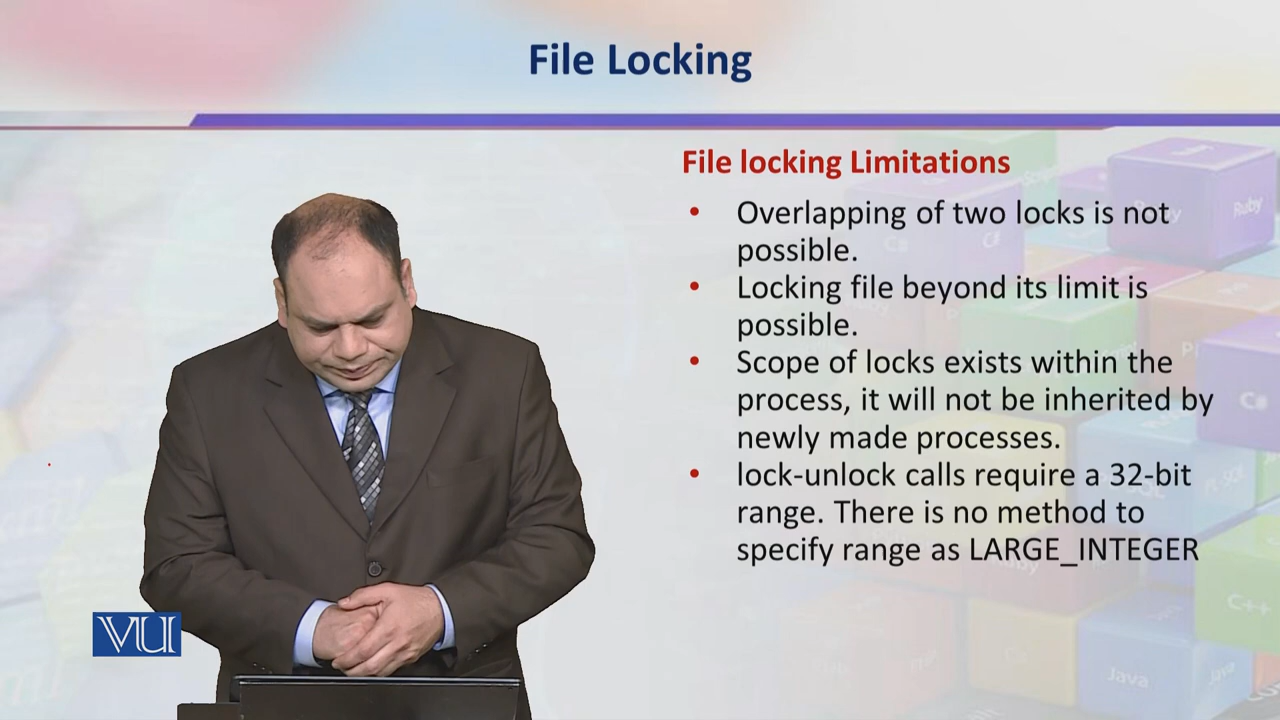 File Locking
File locking Limitations
• Overlapping of two locks is not
possible.
• Locking file beyond its limit is
possible.
• Scope of locks exists within the
process, it will not be inherited by
newly made processes.
• lock-unlock calls require a 32-bit
range. There is no method to
specify range as LARGE_INTEGER
VU
Ruby
C#
C++
Java